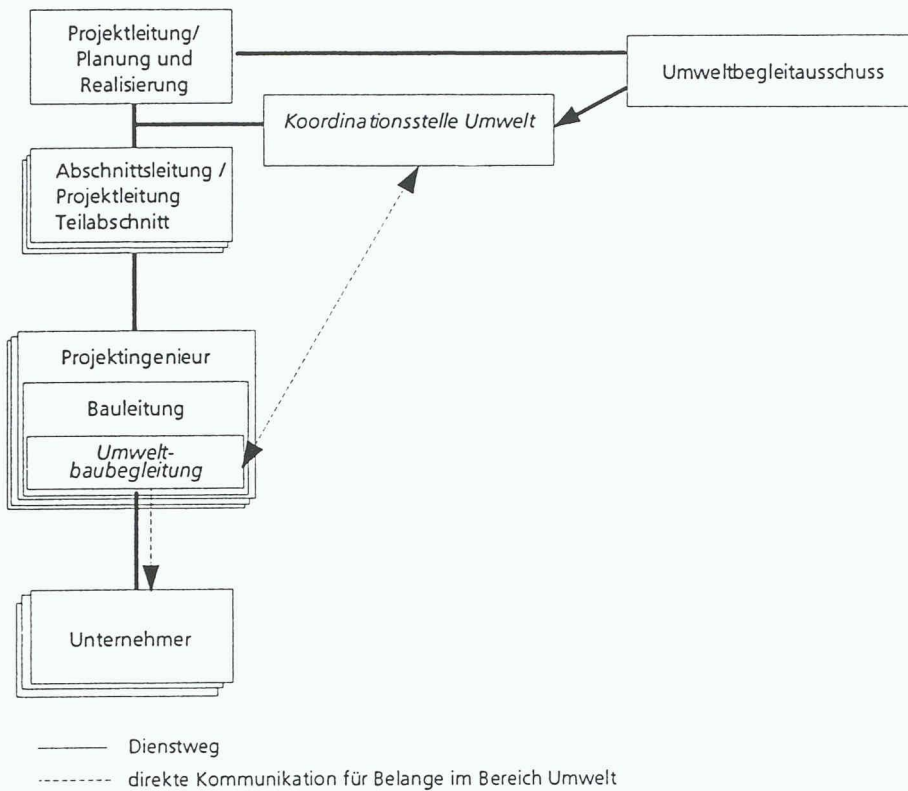 Projektleitung/
Planung und
Realisierung
Umweltbegleitausschuss
Koordinationsstelle Umwelt
Abschnittsleitung /
Projektleitung
Teilabschnitt
Projektingenieur
Bauleitung
Umwelt-
baubegleitung
Unternehmer
Dienstweg
direkte Kommunikation für Belange im Bereich Umwelt